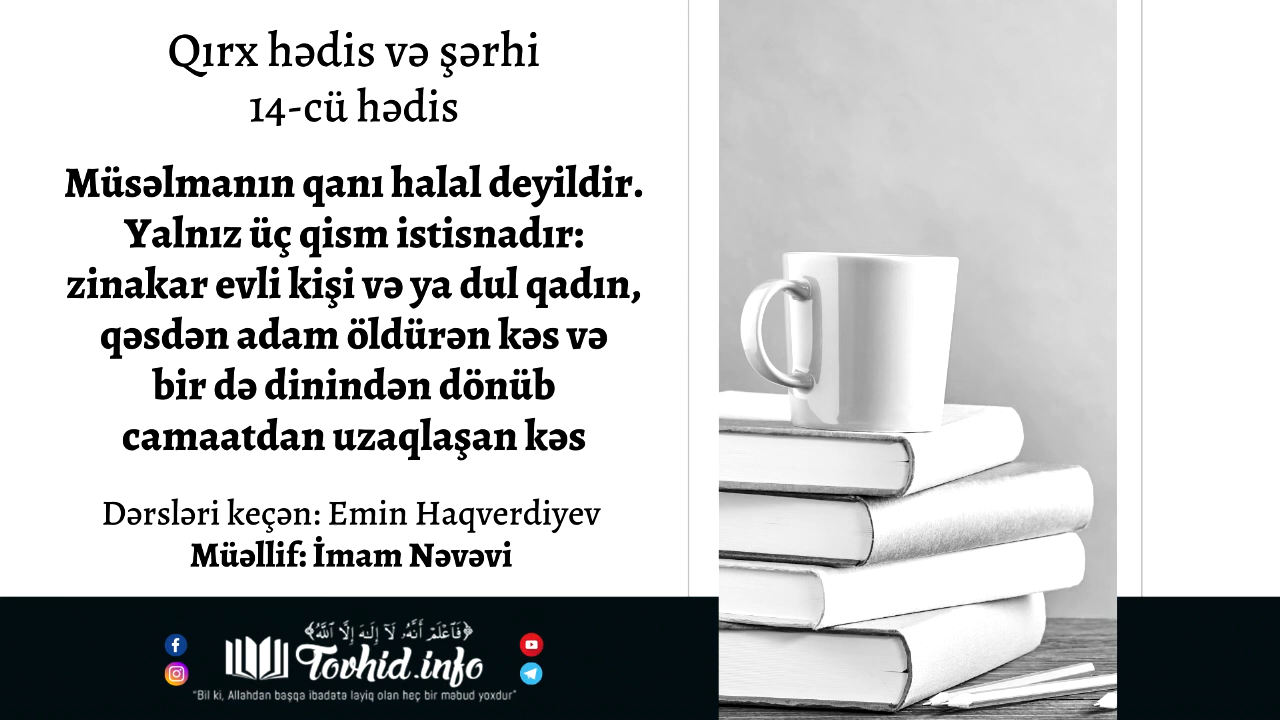 Qırx hədis və şərhi
14-cü hədis
Müsəlmanın qanı halal deyildir.
Yalnız üç qism istisnadır:
zinakar evli kişi və ya dul qadın,
qəsdən adam öldürən kəs və
bir də dinindən dönüb
camaatdan uzaqlaşan kəs
Dərsləri keçən: Emin Haqverdiyev
Müəllif: İmam Nəvəvi
﴿فَٱعْلَمْ أَنَّهُۥ لَآ إِلَـٰهَ إِلَّا ٱللَّهُ﴾
Tovhid.info
“Bil ki, Allahdan başqa ibadətə layiq olan heç bir məbud yoxdur”